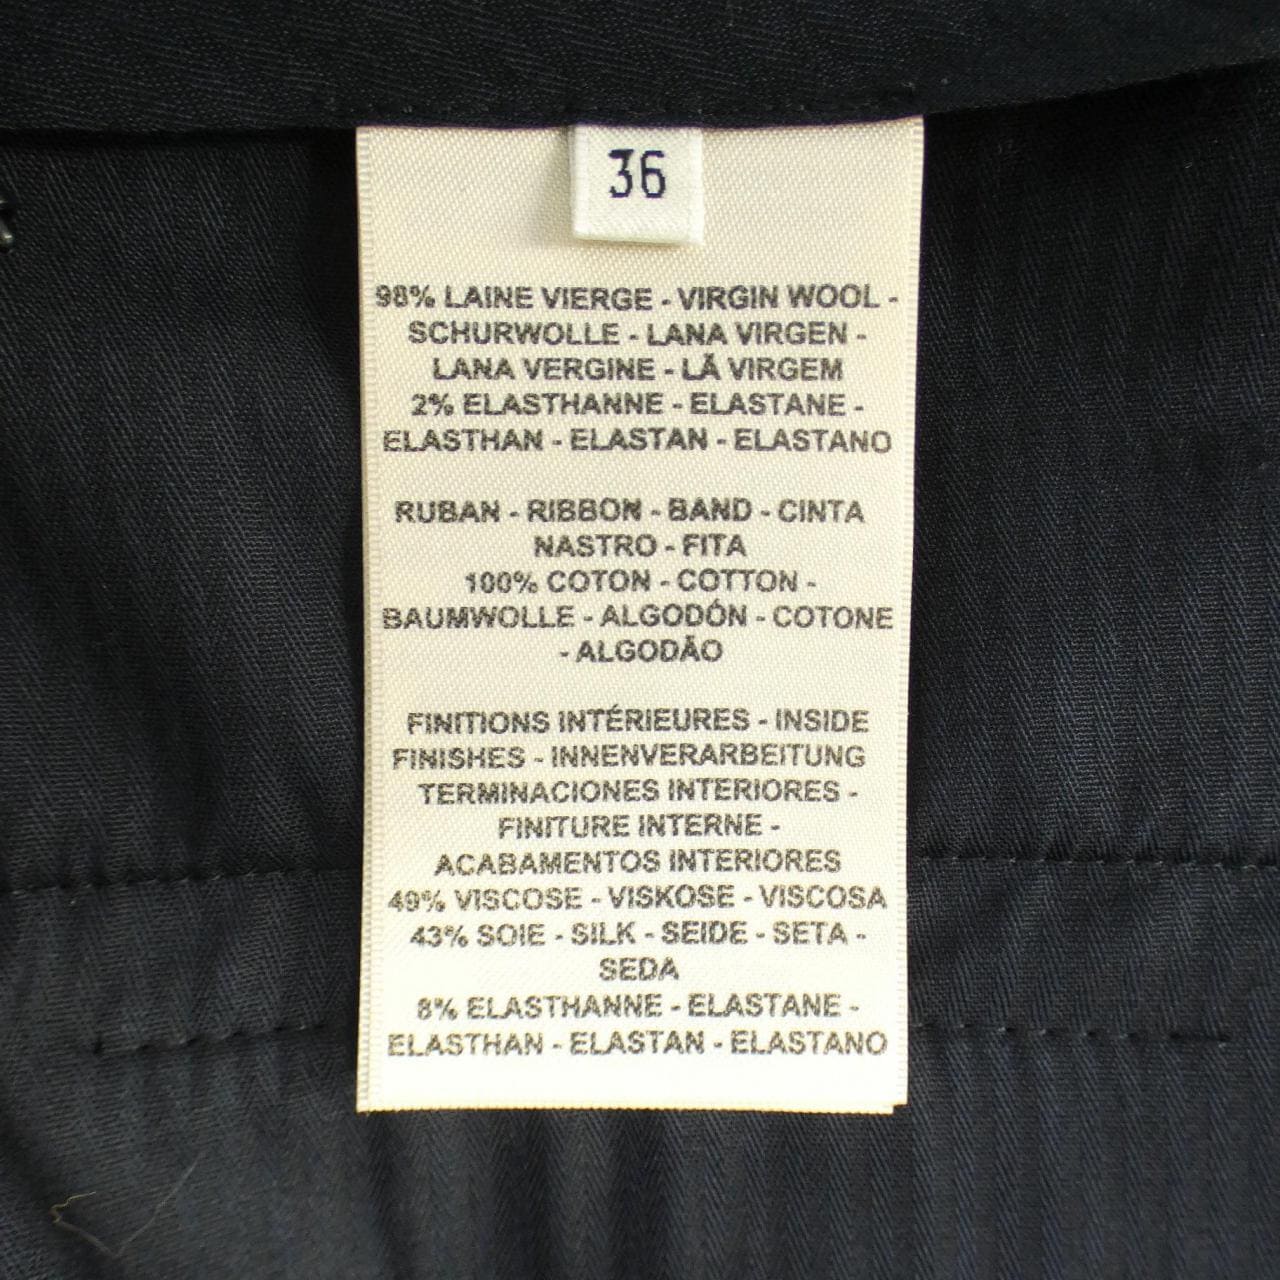 36
98% LAINE VIERGE - VIRGIN WOOL -
SCHURWOLLE - LANA VIRGEN -
LANA VERGINE - LÃ VIRGEM
2% ELASTHANNE - ELASTANE -
ELASTHAN - ELASTAN - ELASTANO
RUBAN - RIBBON - BAND - CINTA
NASTRO - FITA
100% COTON - COTTON -
BAUMWOLLE - ALGODÓN - COTONE
- ALGODÃO
FINITIONS INTÉRIEURES - INSIDE
FINISHES - INNENVERARBEITUNG
TERMINACIONES INTERIORES -
FINITURE INTERNE -
ACABAMENTOS INTERIORES
49% VISCOSE - VISKOSE - VISCOSA
43% SOIE - SILK - SEIDE - SETA -
SEDA
8% ELASTHANNE - ELASTANE -
ELASTHAN - ELASTAN - ELASTANO